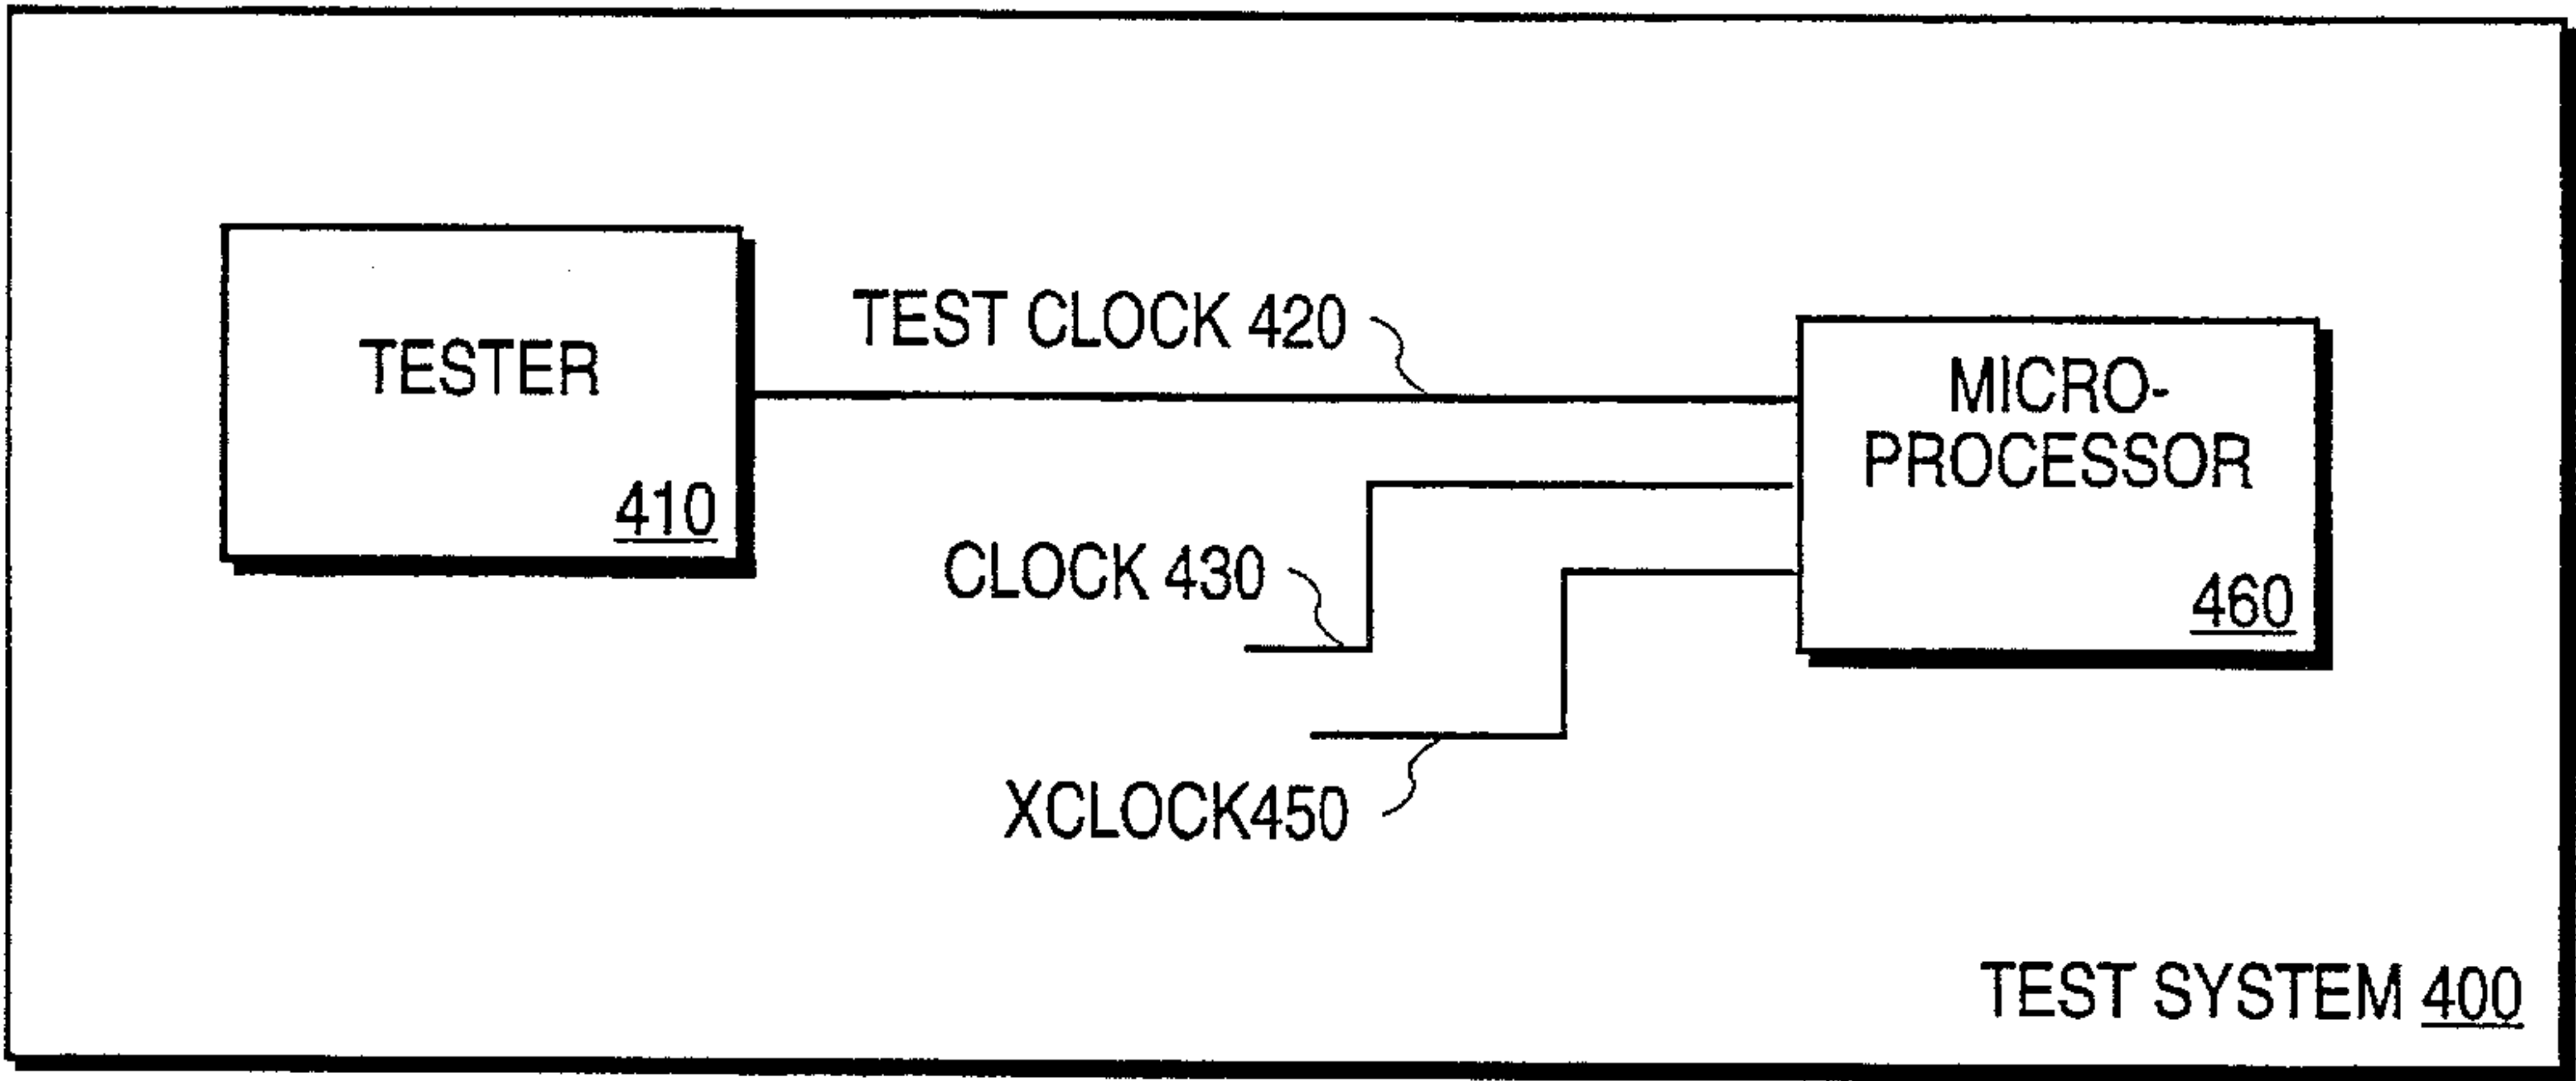 TESTER
410
TEST CLOCK 420
MICRO-
PROCESSOR
460
CLOCK 430
XCLOCK450
TEST SYSTEM 400